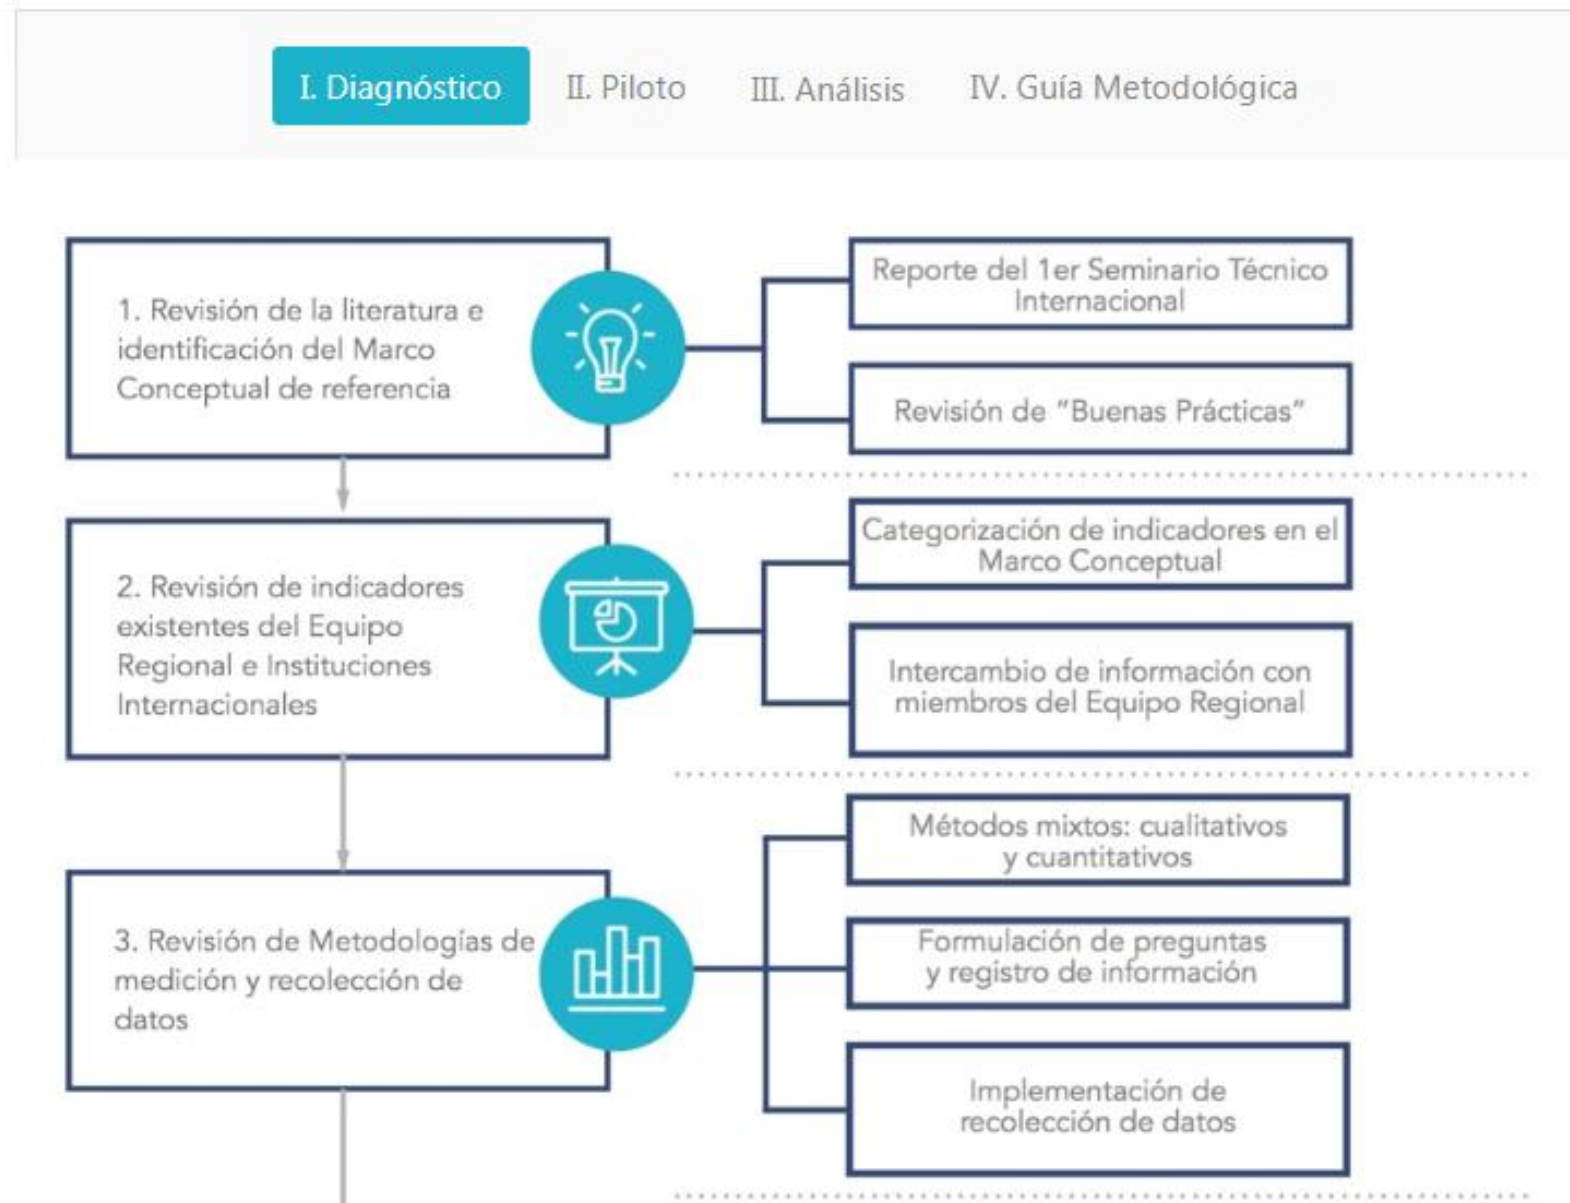 I. Diagnóstico
II. Piloto
III. Análisis
IV. Guía Metodológica
1. Revisión de la literatura e
identificación del Marco
Conceptual de referencia
Reporte del 1er Seminario Técnico
Internacional
Revisión de “Buenas Prácticas”
2. Revisión de indicadores
existentes del Equipo
Regional e Instituciones
Internacionales
Categorización de indicadores en el
Marco Conceptual
Intercambio de información con
miembros del Equipo Regional
3. Revisión de Metodologías de
medición y recolección de
datos
Métodos mixtos: cualitativos
y cuantitativos
Formulación de preguntas
y registro de información
Implementación de
recolección de datos